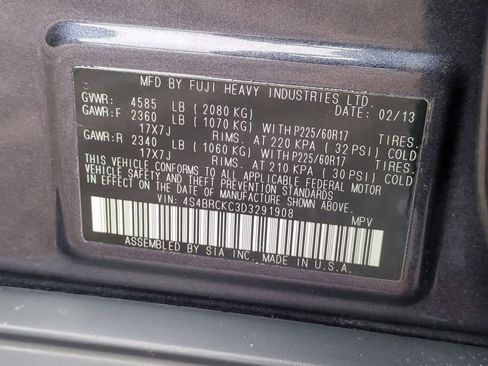 MFD BY FUJI HEAVY INDUSTRIES LTD. 02/13
GVWR: 4585 LB (2080 KG)
GAWR:F 2360 LB (1070 KG) WITH P225/60R17 TIRES.
17X7J RIMS. AT 220 KPA (32 PSI) COLD
GAWR:R 2340 LB (1060 KG) WITH P225/60R17 TIRES.
17X7J RIMS. AT 210 KPA (30 PSI) COLD
THIS VEHICLE CONFORMS TO ALL APPLICABLE FEDERAL MOTOR
VEHICLE SAFETY AND THEFT PREVENTION STANDARDS
IN EFFECT ON THE DATE OF MANUFACTURE SHOWN ABOVE.
VIN: 4S4BRCKC3D3291908 MPV
ASSEMBLED BY SIA INC. MADE IN U.S.A.